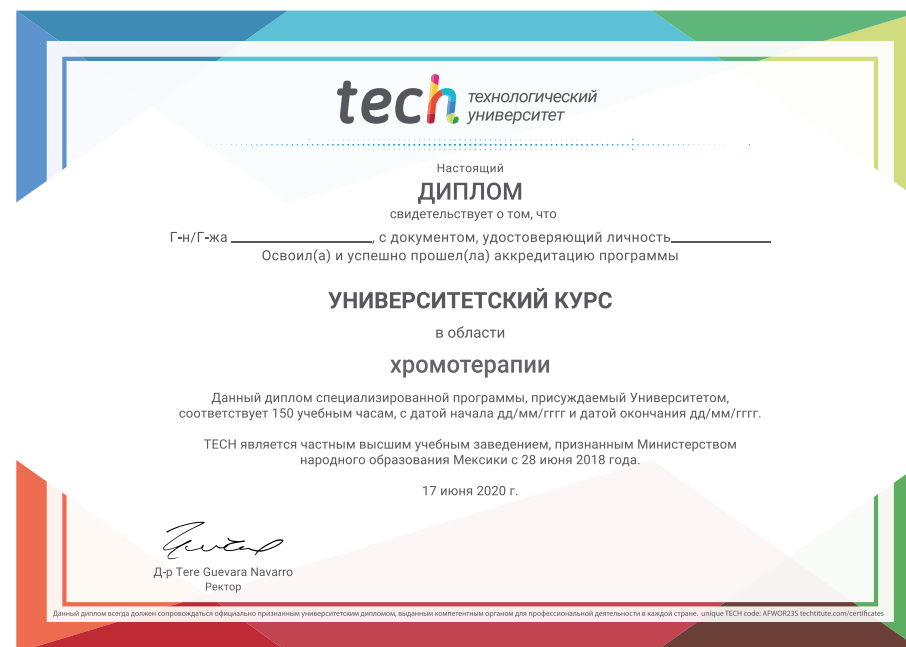 tech технологический
университет
Настоящий
ДИПЛОМ
свидетельствует о том, что
Г-н/Г-жа ____________________, с документом, удостоверяющий личность______________
Освоил(а) и успешно прошел(ла) аккредитацию программы
УНИВЕРСИТЕТСКИЙ КУРС
в области
хромотерапии
Данный диплом специализированной программы, присуждаемый Университетом,
соответствует 150 учебным часам, с датой начала дд/мм/гггг и датой окончания дд/мм/гггг.
TECH является частным высшим учебным заведением, признанным Министерством
народного образования Мексики с 28 июня 2018 года.
17 июня 2020 г.
Д-р Tere Guevara Navarro
Ректор
Данный диплом всегда должен сопровождаться официально признанным университетским дипломом, выданным компетентным органом для профессиональной деятельности в каждой стране. unique TECH code: AFWOR23S techtitute.com/certificates